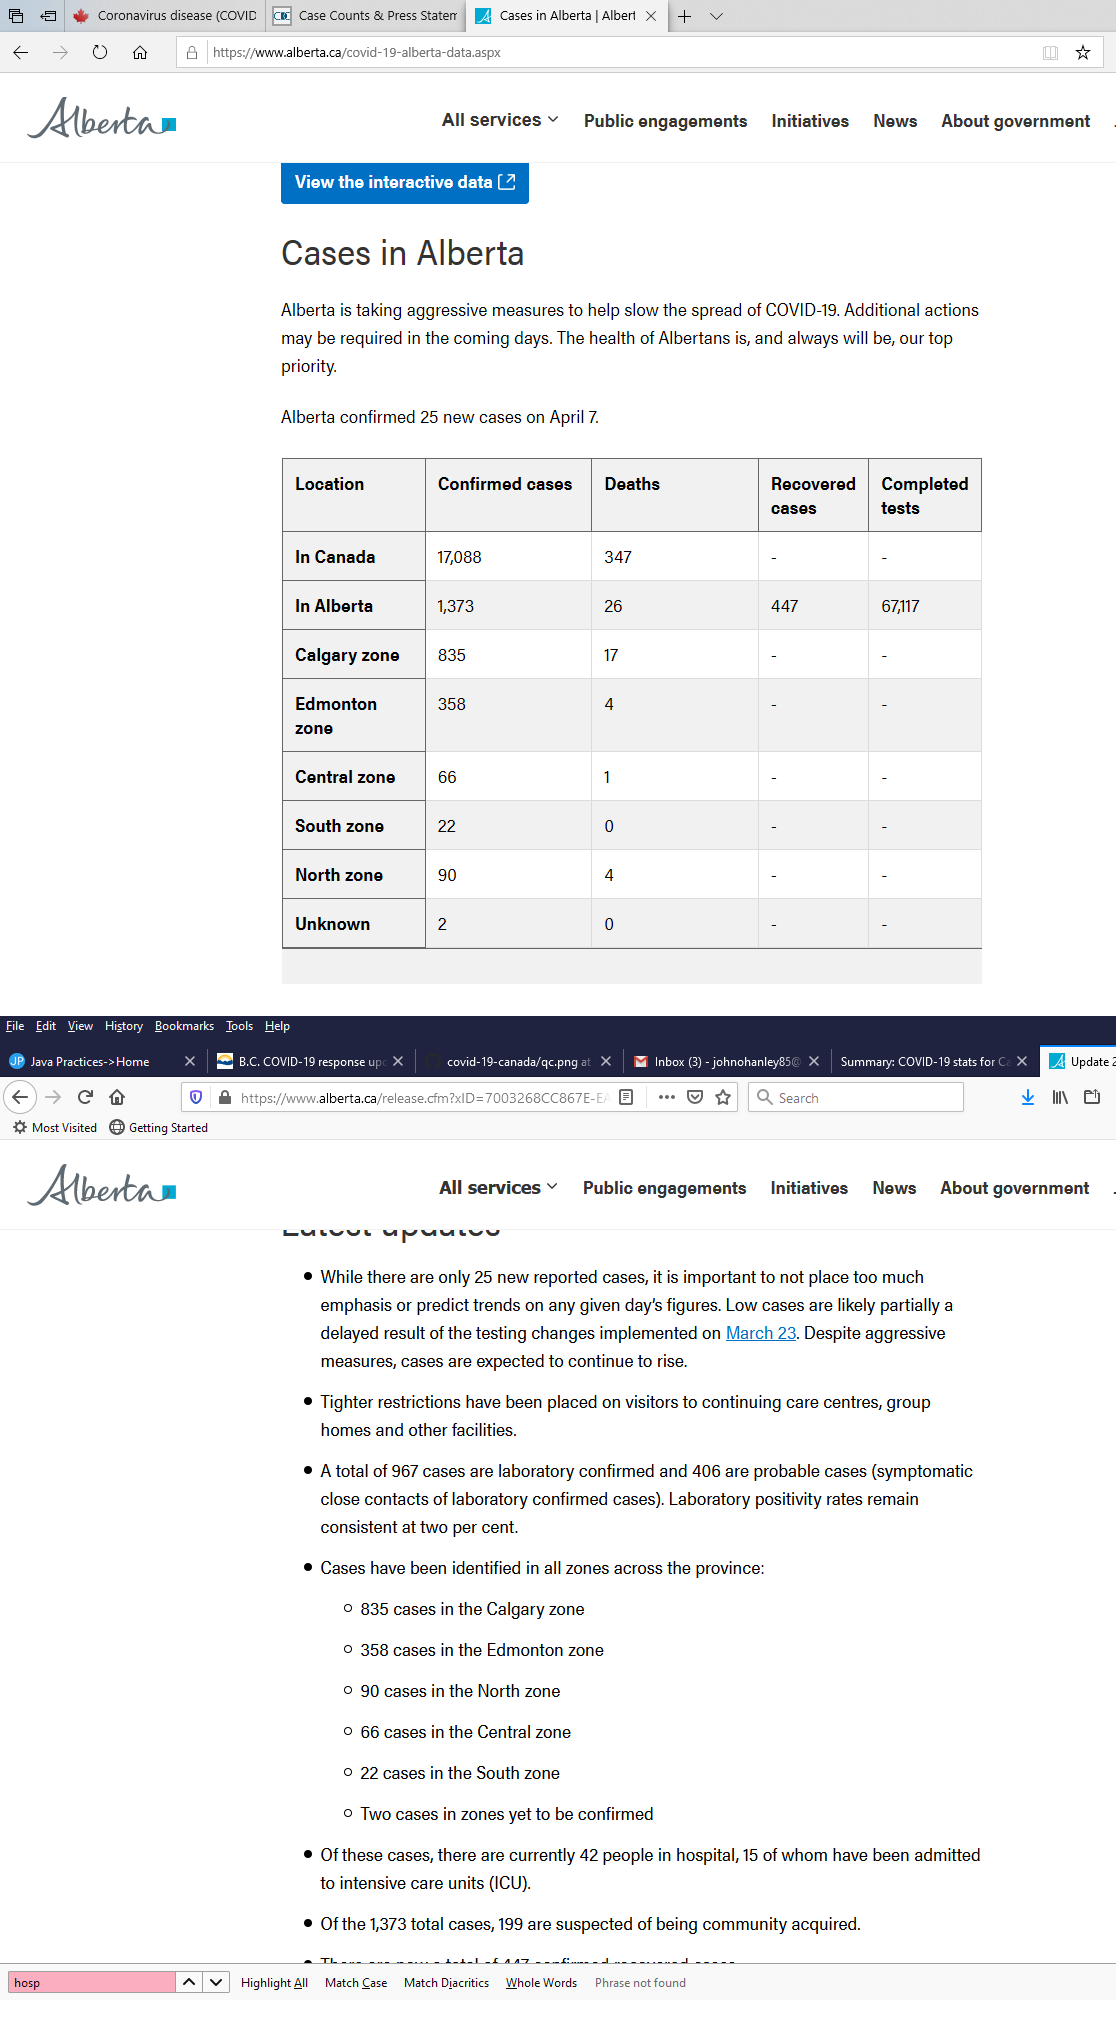 Coronavirus disease (COVID
Case Counts & Press Statem
Cases in Alberta | Albert
https://www.alberta.ca/covid-19-alberta-data.aspx
Alberta
All services
Public engagements
Initiatives
News
About government
View the interactive data
Cases in Alberta
Alberta is taking aggressive measures to help slow the spread of COVID-19. Additional actions
may be required in the coming days. The health of Albertans is, and always will be, our top
priority.
Alberta confirmed 25 new cases on April 7.
Location Confirmed cases Deaths Recovered cases Completed tests
In Canada 17,088 347 - -
In Alberta 1,373 26 447 67,117
Calgary zone 835 17 - -
Edmonton zone 358 4 - -
Central zone 66 1 - -
South zone 22 0 - -
North zone 90 4 - -
Unknown 2 0 - -
File Edit View History Bookmarks Tools Help
JP Java Practices->Home
B.C. COVID-19 response upd
covid-19-canada/qc.png at
Inbox (3) - johnohanley85@
Summary: COVID-19 stats for Ca
Update 2
https://www.alberta.ca/release.cfm?xID=7003268CC867E-EA
Search
Most Visited Getting Started
Alberta
All services
Public engagements
Initiatives
News
About government
Latest updates
While there are only 25 new reported cases, it is important to not place too much
emphasis or predict trends on any given day's figures. Low cases are likely partially a
delayed result of the testing changes implemented on March 23. Despite aggressive
measures, cases are expected to continue to rise.
Tighter restrictions have been placed on visitors to continuing care centres, group
homes and other facilities.
A total of 967 cases are laboratory confirmed and 406 are probable cases (symptomatic
close contacts of laboratory confirmed cases). Laboratory positivity rates remain
consistent at two per cent.
Cases have been identified in all zones across the province:
835 cases in the Calgary zone
358 cases in the Edmonton zone
90 cases in the North zone
66 cases in the Central zone
22 cases in the South zone
Two cases in zones yet to be confirmed
Of these cases, there are currently 42 people in hospital, 15 of whom have been admitted
to intensive care units (ICU).
Of the 1,373 total cases, 199 are suspected of being community acquired.
There are now a total of 447 confirmed recovered cases.
hosp
Highlight All Match Case Match Diacritics Whole Words Phrase not found